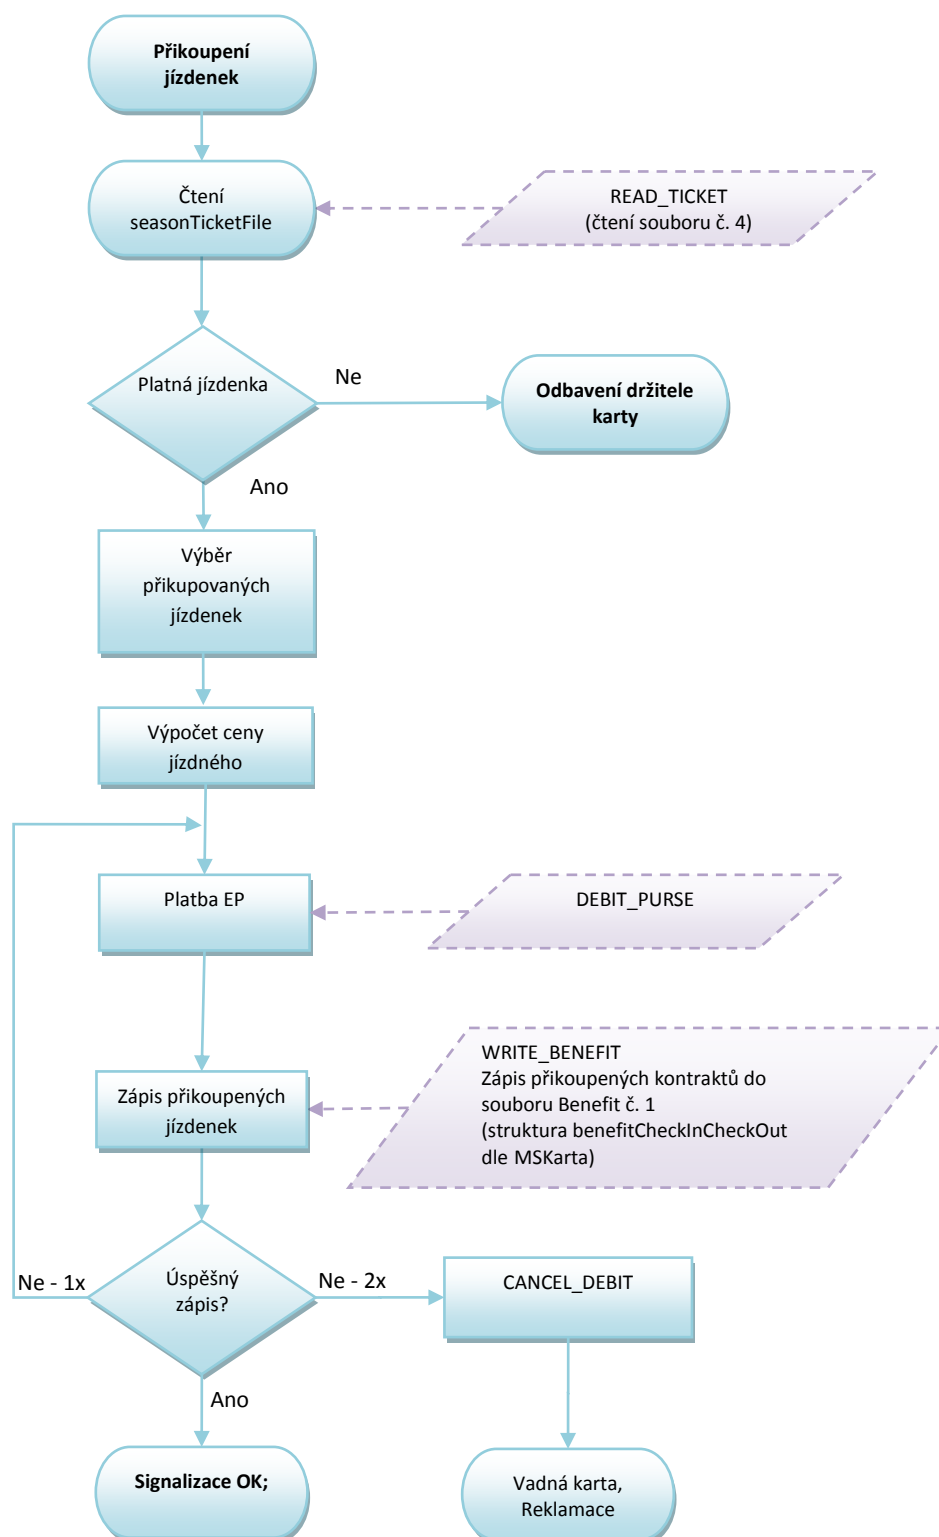 Přikoupení
jízdenek
Čtení
seasonTicketFile
READ_TICKET
(čtení souboru č. 4)
Platná jízdenka
Ne
Odbavení držitele
karty
Ano
Výběr
přikupovaných
jízdenek
Výpočet ceny
jízdného
Platba EP
DEBIT_PURSE
WRITE_BENEFIT
Zápis přikoupených kontraktů do
souboru Benefit č. 1
(struktura benefitCheckInCheckOut
dle MSKarta)
Zápis přikoupených
jízdenek
Ne - 1x
Úspěšný
zápis?
Ne - 2x
CANCEL_DEBIT
Ano
Signalizace OK;
Vadná karta,
Reklamace